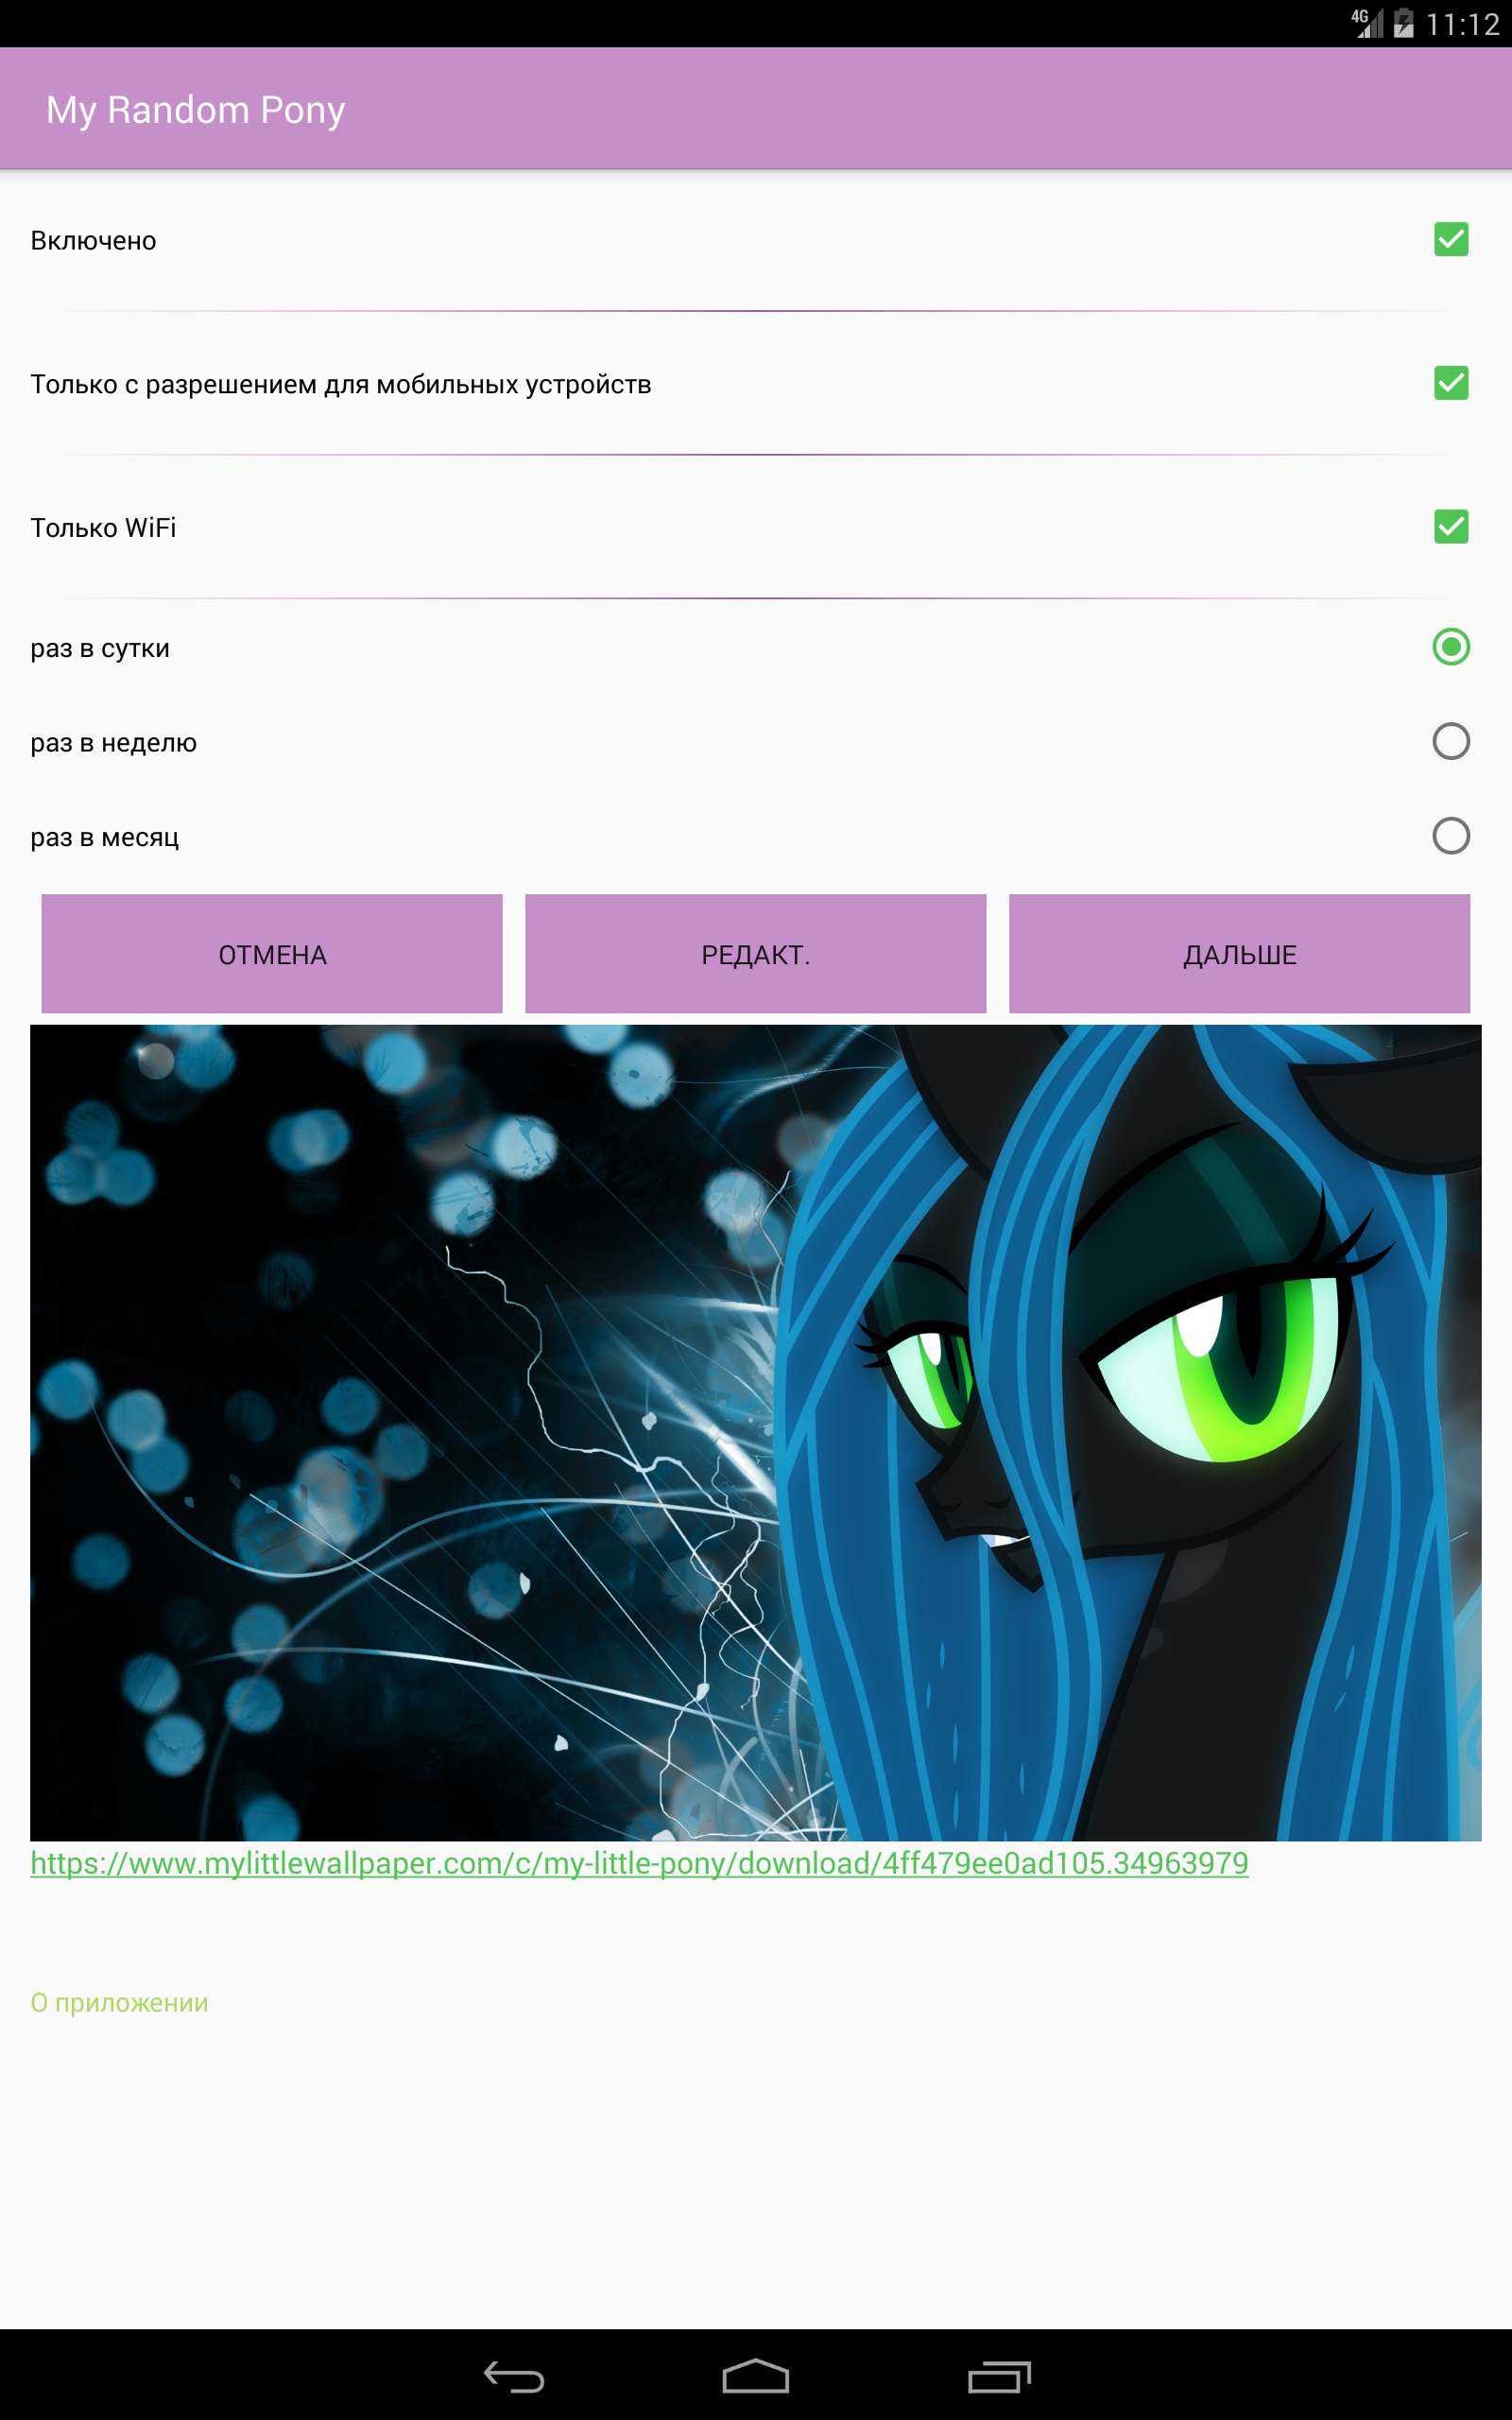 4G 11:12
My Random Pony
Включено
Только с разрешением для мобильных устройств
Только WiFi
раз в сутки
раз в неделю
раз в месяц
ОТМЕНА РЕДАКТ. ДАЛЬШЕ
https://www.mylittlewallpaper.com/c/my-little-pony/download/4ff479ee0ad105.34963979
О приложении